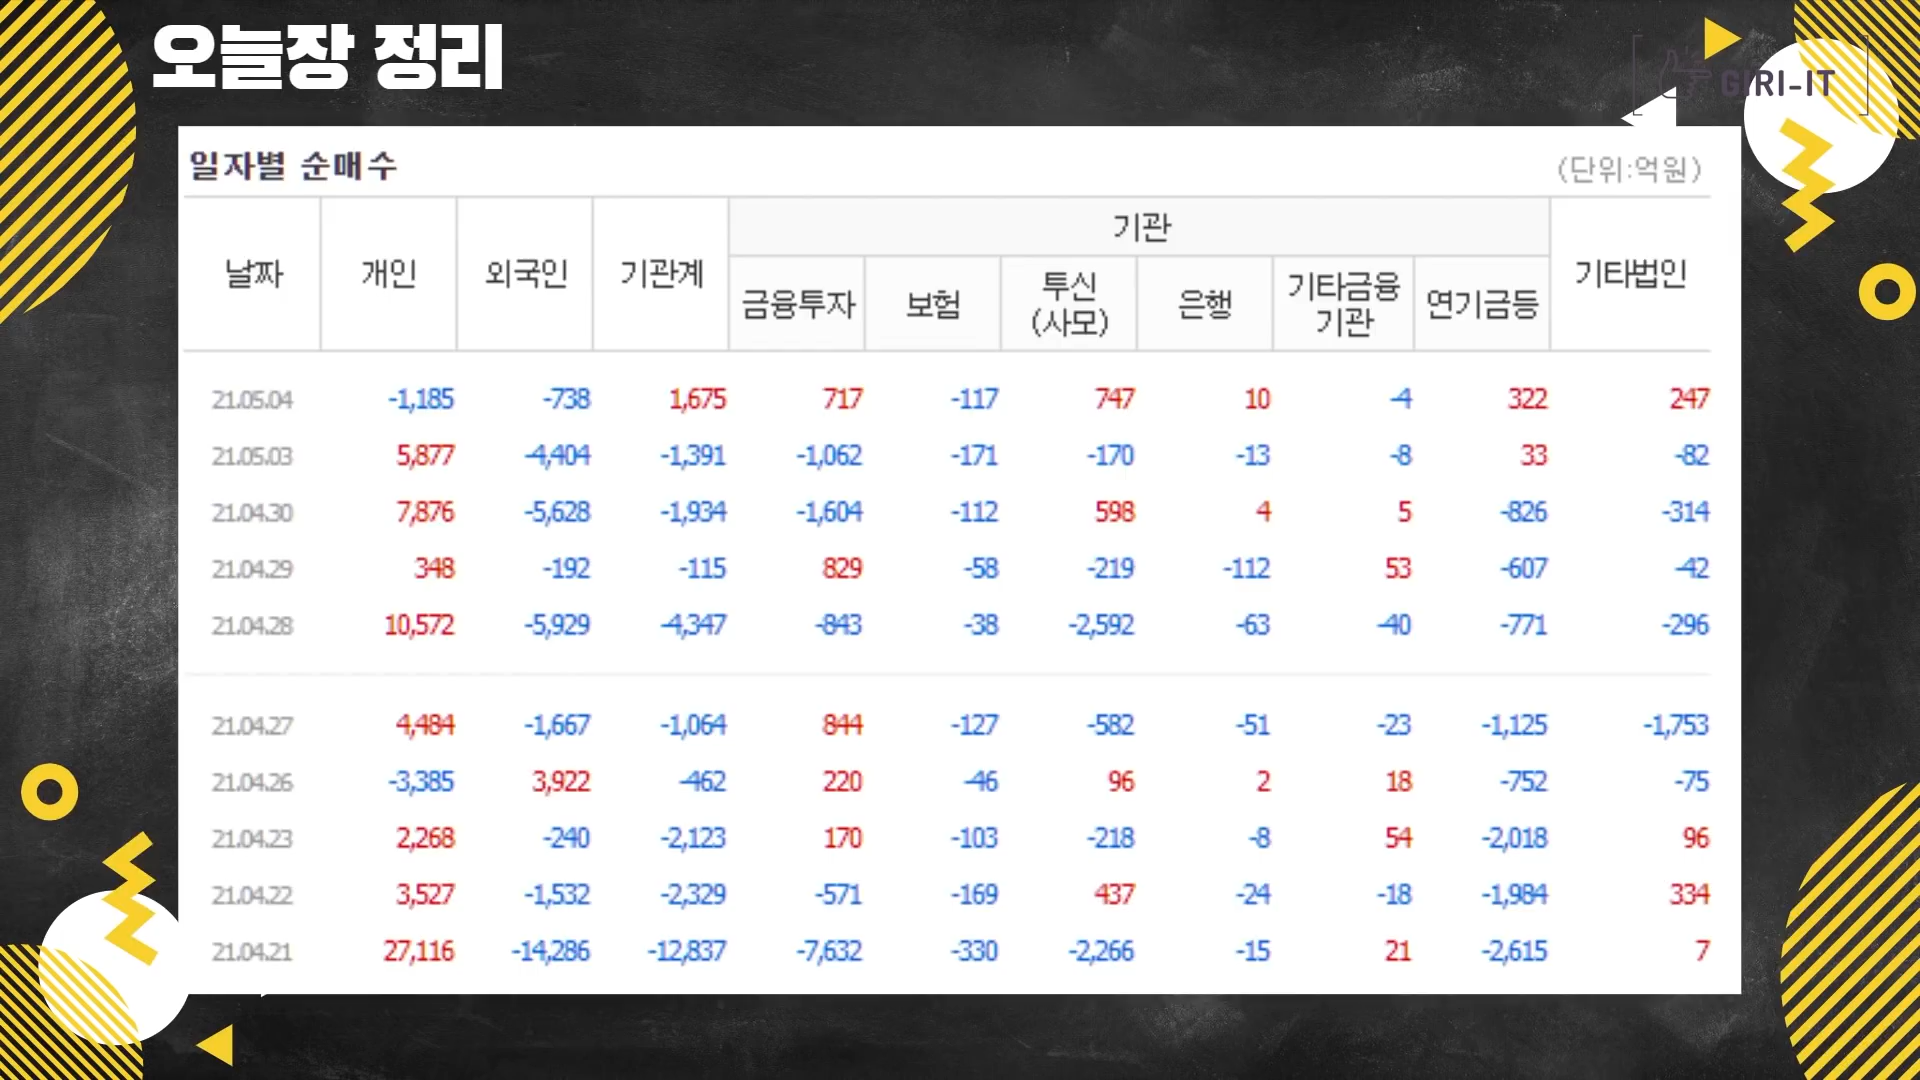 오늘장 정리
GIRI-IT
일자별 순매수
(단위:억원)
날짜 개인 외국인 기관계 기관 기타법인
금융투자 보험 투신(사모) 은행 기타금융기관 연기금등
21.05.04 -1,185 -738 1,675 717 -117 747 10 -4 322 247
21.05.03 5,877 -4,404 -1,391 -1,062 -171 -170 -13 -8 33 -82
21.04.30 7,876 -5,628 -1,934 -1,604 -112 598 4 5 -826 -314
21.04.29 348 -192 -115 829 -58 -219 -112 53 -607 -42
21.04.28 10,572 -5,929 -4,347 -843 -38 -2,592 -63 -40 -771 -296
21.04.27 4,484 -1,667 -1,064 844 -127 -582 -51 -23 -1,125 -1,753
21.04.26 -3,385 3,922 -462 220 -46 96 2 18 -752 -75
21.04.23 2,268 -240 -2,123 170 -103 -218 -8 54 -2,018 96
21.04.22 3,527 -1,532 -2,329 -571 -169 437 -24 -18 -1,984 334
21.04.21 27,116 -14,286 -12,837 -7,632 -330 -2,266 -15 21 -2,615 7